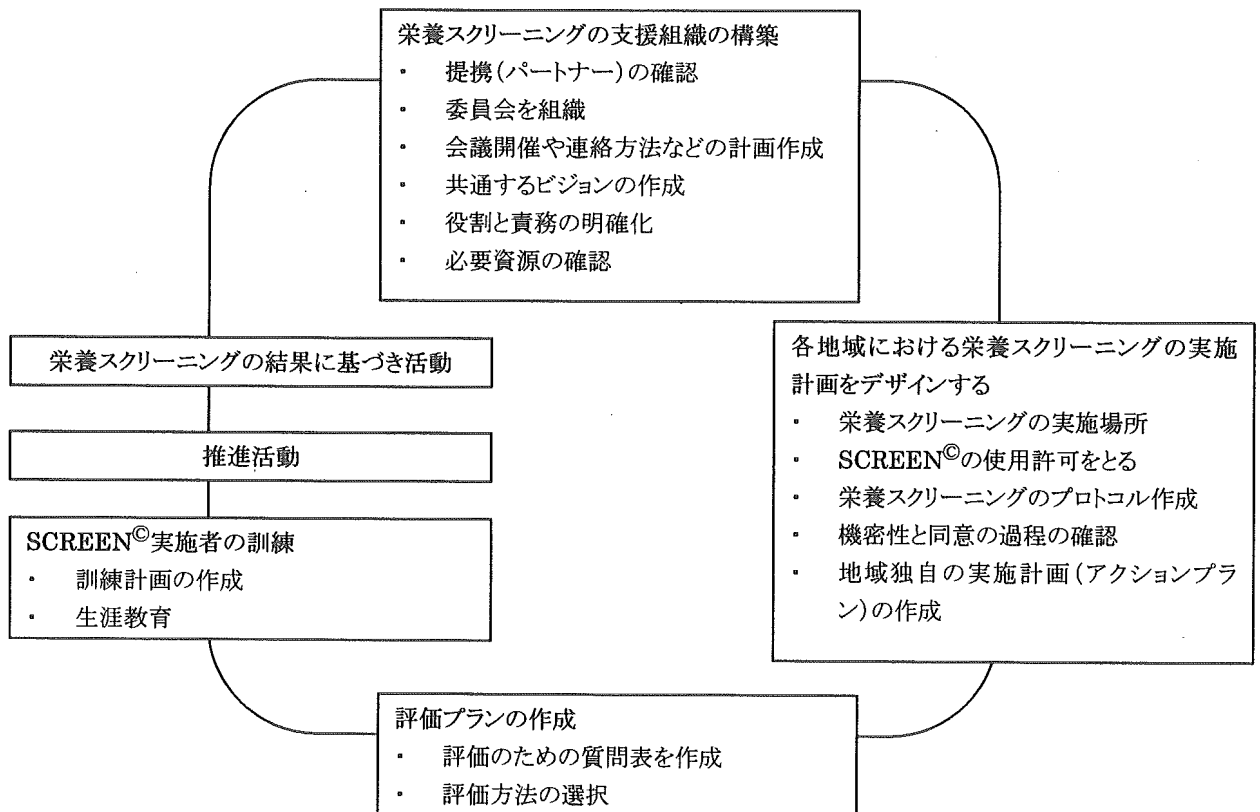 栄養スクリーニングの支援組織の構築
・ 提携(パートナー)の確認
・ 委員会を組織
・ 会議開催や連絡方法などの計画作成
・ 共通するビジョンの作成
・ 役割と責務の明確化
・ 必要資源の確認
各地域における栄養スクリーニングの実施
計画をデザインする
・ 栄養スクリーニングの実施場所
・ SCREEN©の使用許可をとる
・ 栄養スクリーニングのプロトコル作成
・ 機密性と同意の過程の確認
・ 地域独自の実施計画(アクションプラ
ン)の作成
評価プランの作成
・ 評価のための質問表を作成
・ 評価方法の選択
SCREEN©実施者の訓練
・ 訓練計画の作成
・ 生涯教育
推進活動
栄養スクリーニングの結果に基づき活動